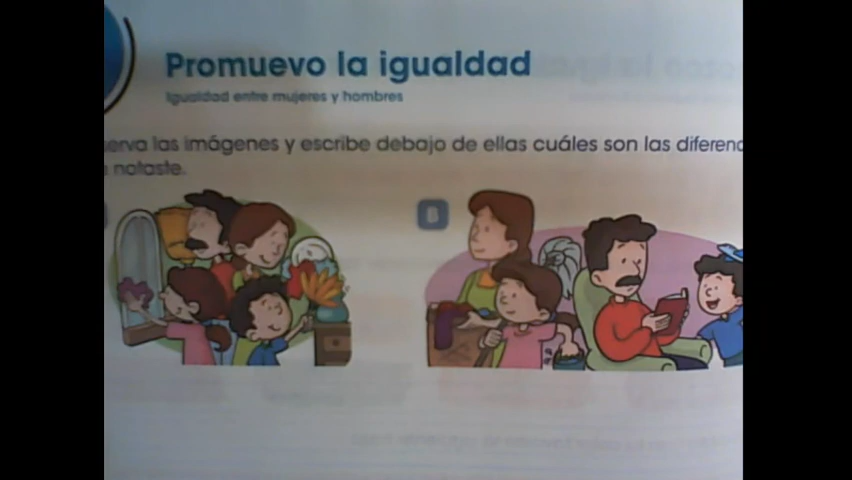 Promuevo la igualdad
Igualdad entre mujeres y hombres
serva las imágenes y escribe debajo de ellas cuáles son las diferenc
notaste.
B